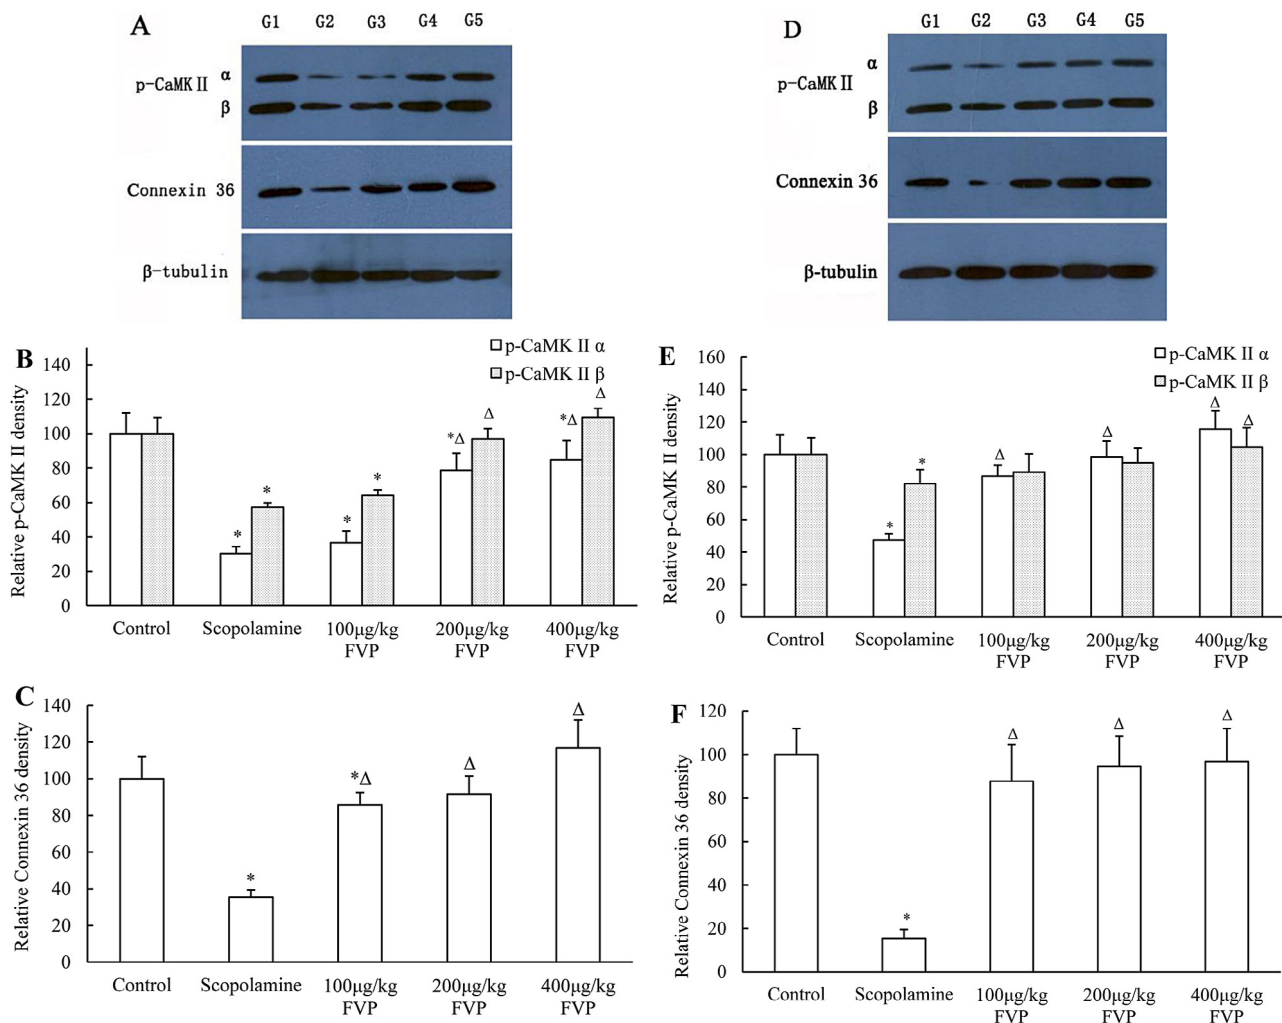 A
G1 G2 G3 G4 G5
p-CaMK II
α
β
Connexin 36
β-tubulin
D
G1 G2 G3 G4 G5
p-CaMK II
α
β
Connexin 36
β-tubulin
B
p-CaMK II α
p-CaMK II β
Relative p-CaMK II density
140
120
100
80
60
40
20
0
*
*
*
*
*Δ
Δ
*Δ
Δ
Control
Scopolamine
100μg/kg
FVP
200μg/kg
FVP
400μg/kg
FVP
E
p-CaMK II α
p-CaMK II β
Relative p-CaMK II density
160
140
120
100
80
60
40
20
0
*
*
Δ
Δ
Δ
Δ
Control
Scopolamine
100μg/kg
FVP
200μg/kg
FVP
400μg/kg
FVP
C
Relative Connexin 36 density
140
120
100
80
60
40
20
0
*
*Δ
Δ
Δ
Control
Scopolamine
100μg/kg
FVP
200μg/kg
FVP
400μg/kg
FVP
F
Relative Connexin 36 density
120
100
80
60
40
20
0
*
Δ
Δ
Δ
Control
Scopolamine
100μg/kg
FVP
200μg/kg
FVP
400μg/kg
FVP